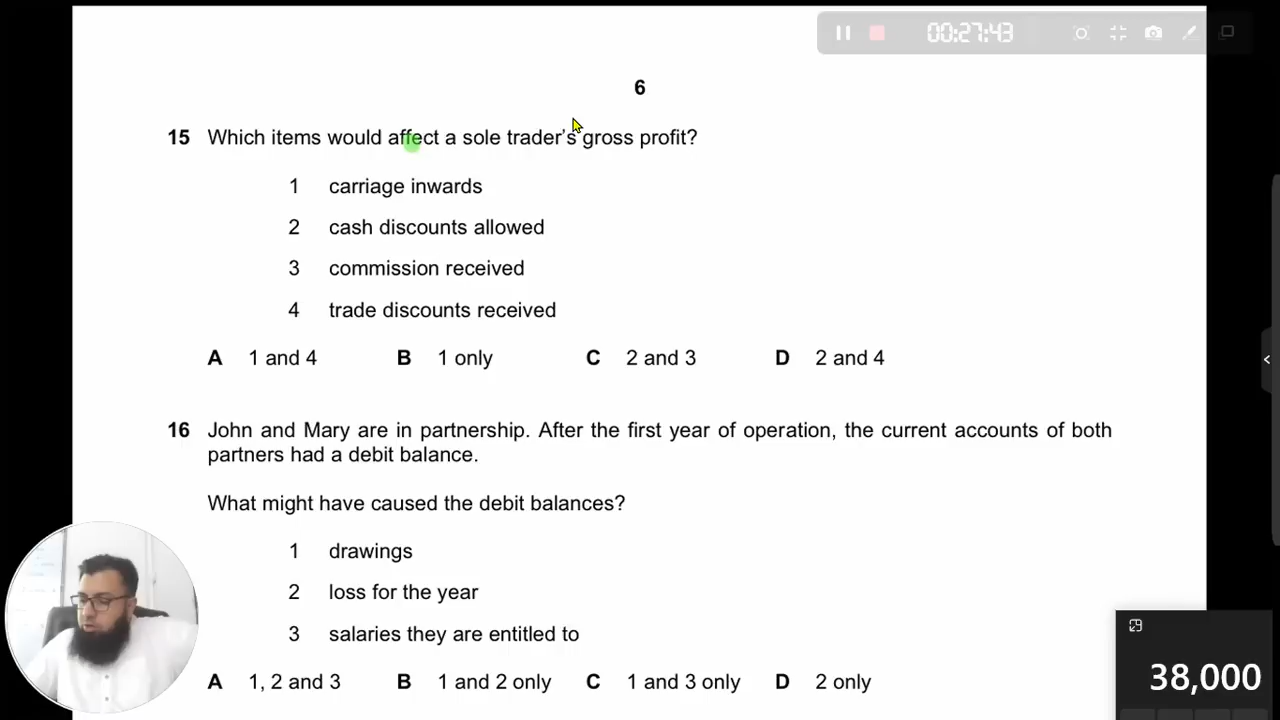 00:27:43
6
15 Which items would affect a sole trader's gross profit?
1 carriage inwards
2 cash discounts allowed
3 commission received
4 trade discounts received
A 1 and 4 B 1 only C 2 and 3 D 2 and 4
16 John and Mary are in partnership. After the first year of operation, the current accounts of both
partners had a debit balance.
What might have caused the debit balances?
1 drawings
2 loss for the year
3 salaries they are entitled to
A 1, 2 and 3 B 1 and 2 only C 1 and 3 only D 2 only
38,000